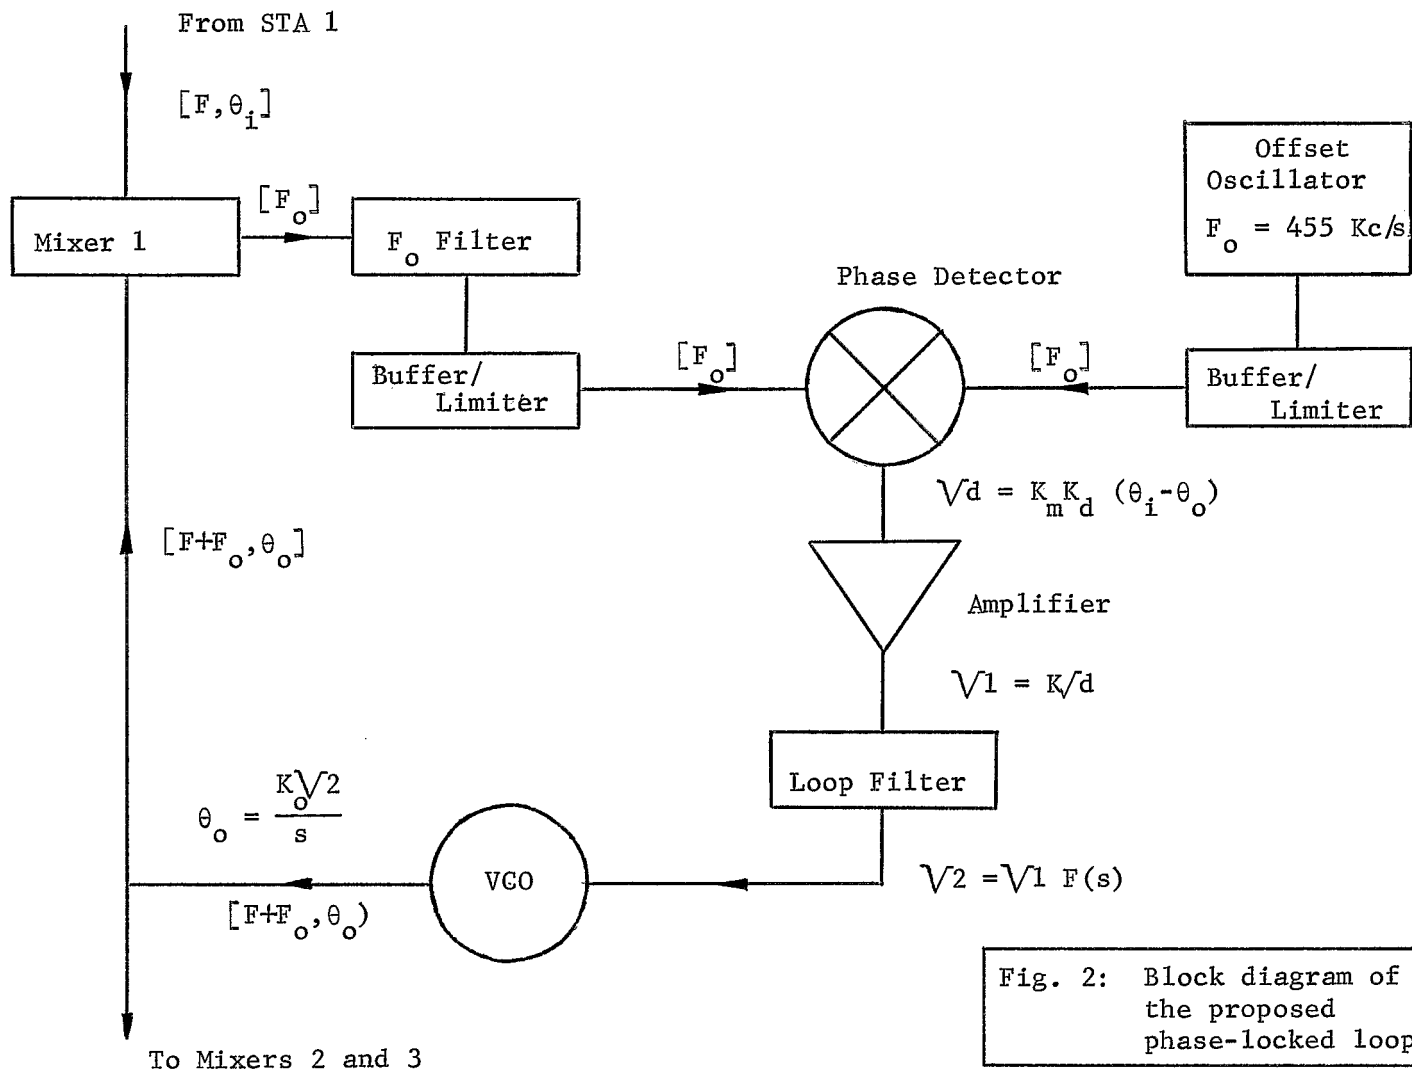 From STA 1
[F,θi]
[Fo]
Mixer 1
Fo Filter
Offset
Oscillator
Fo = 455 Kc/s
Phase Detector
Buffer/
Limiter
[Fo]
[Fo]
Buffer/
Limiter
Vd = KmKd (θi-θo)
[F+Fo,θo]
Amplifier
V1 = K/d
Loop Filter
θo = KoV2
s
VCO
V2 =V1 F(s)
[F+Fo,θo)
Fig. 2: Block diagram of
the proposed
phase-locked loop
To Mixers 2 and 3